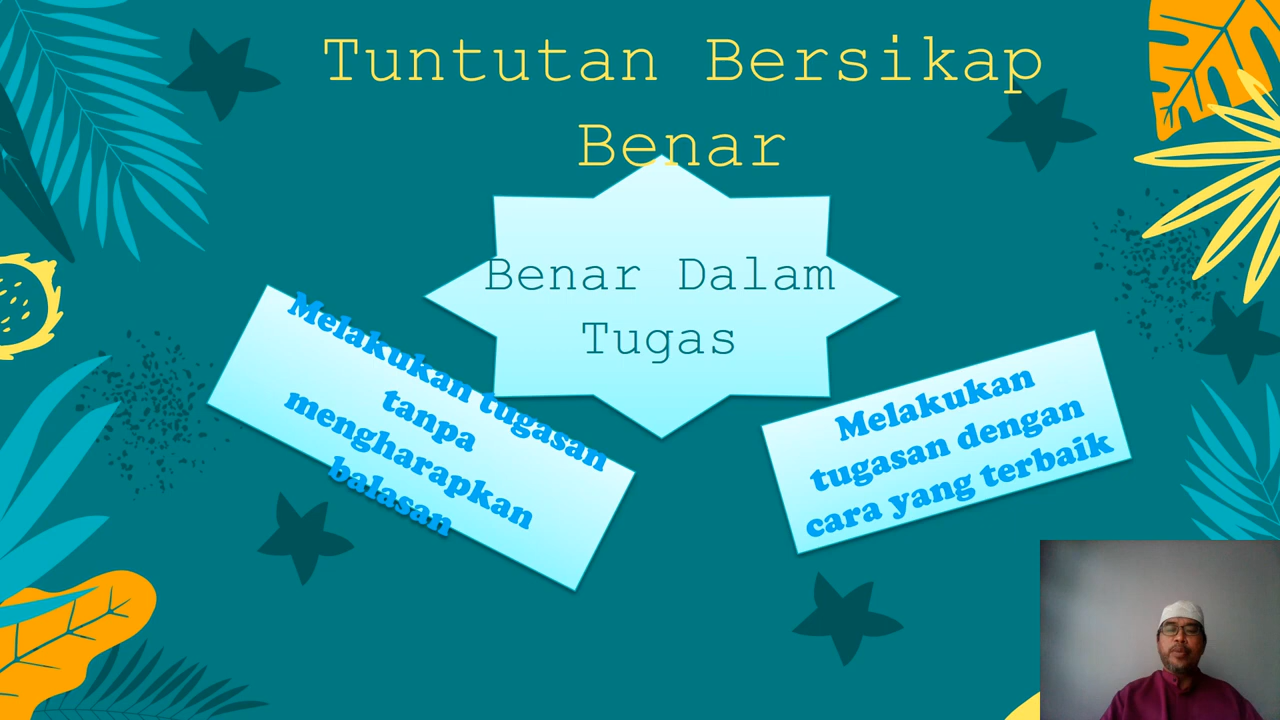 Tuntutan Bersikap
Benar
Benar Dalam
Tugas
Melakukan tugasan
tanpa
mengharapkan
balasan
Melakukan
tugasan dengan
cara yang terbaik